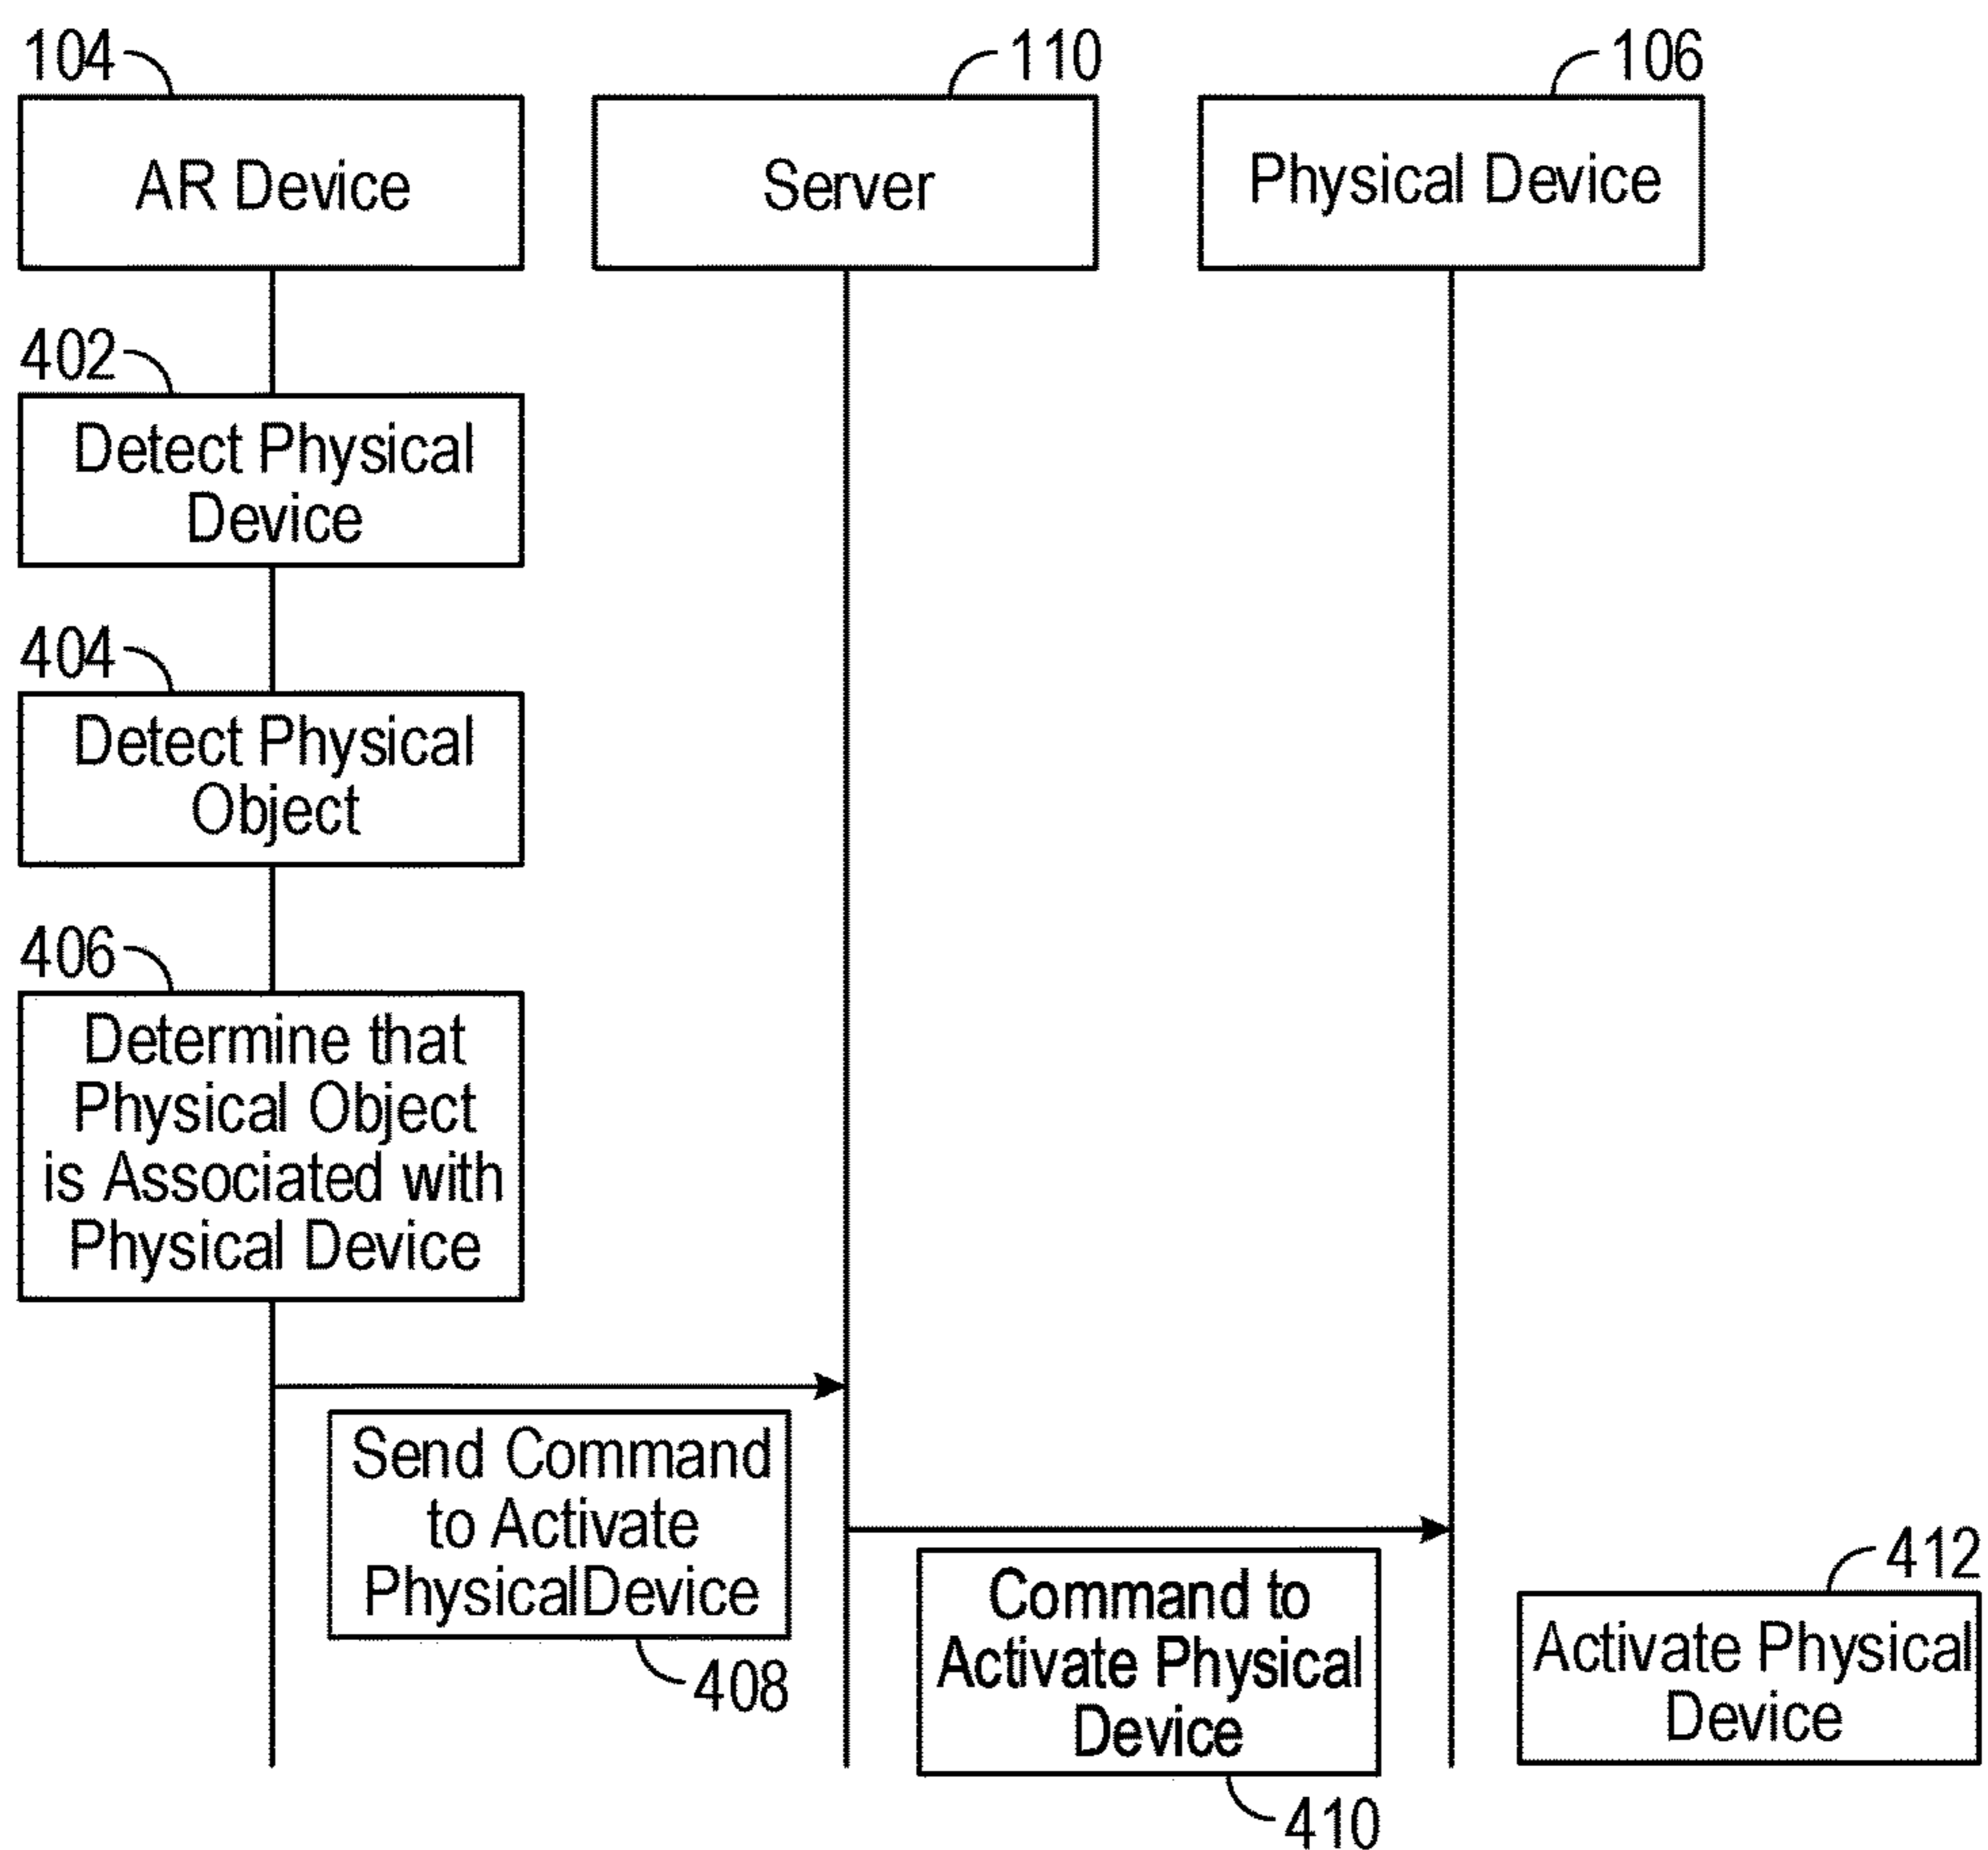 104
110
106
AR Device
Server
Physical Device
402
Detect Physical
Device
404
Detect Physical
Object
406
Determine that
Physical Object
is Associated with
Physical Device
Send Command
to Activate
PhysicalDevice
408
Command to
Activate Physical
Device
410
412
Activate Physical
Device